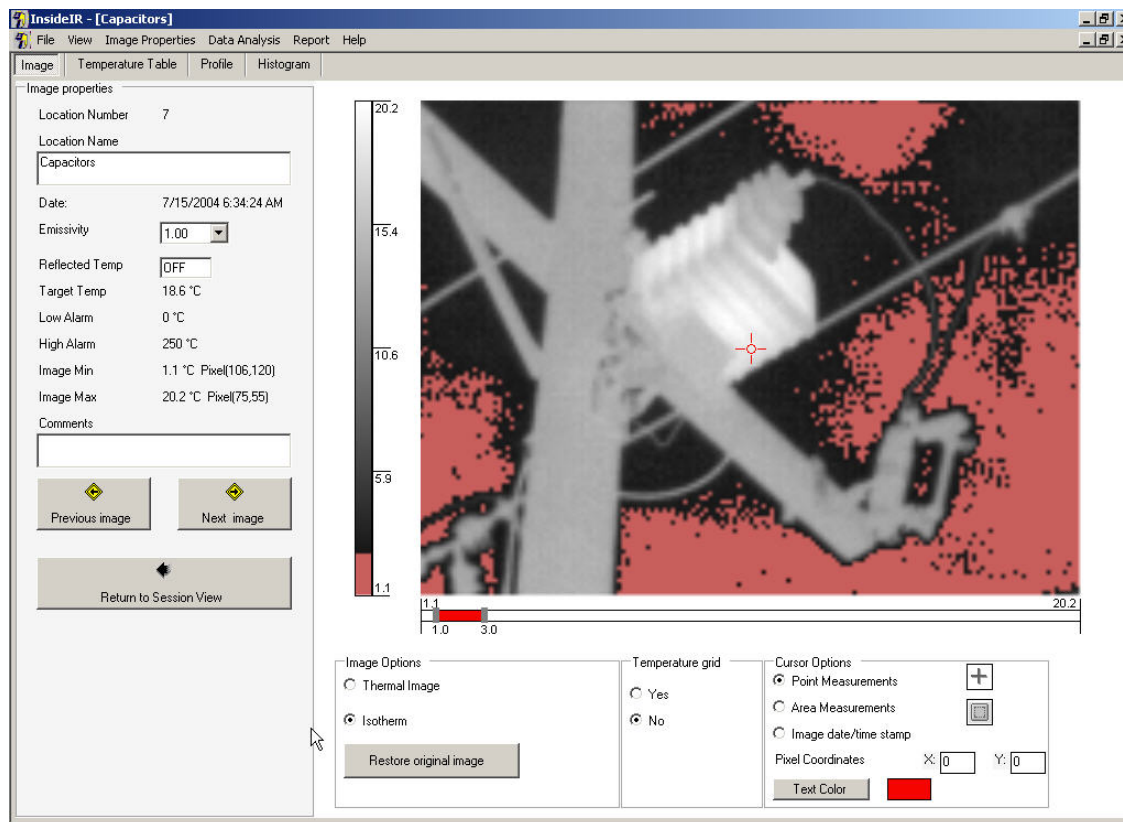 InsideIR - [Capacitors]
File View Image Properties Data Analysis Report Help
Image Temperature Table Profile Histogram
Image properties
Location Number 7
Location Name
Capacitors
Date: 7/15/2004 6:34:24 AM
Emissivity 1.00
Reflected Temp OFF
Target Temp 18.6 °C
Low Alarm 0 °C
High Alarm 250 °C
Image Min 1.1 °C Pixel(106,120)
Image Max 20.2 °C Pixel(75,55)
Comments
Previous image Next image
Return to Session View
20.2
15.4
10.6
5.9
1.1
1.1 20.2
1.0 3.0
Image Options
Thermal Image
Isotherm
Restore original image
Temperature grid
Yes
No
Cursor Options
Point Measurements
Area Measurements
Image date/time stamp
Pixel Coordinates X: 0 Y: 0
Text Color